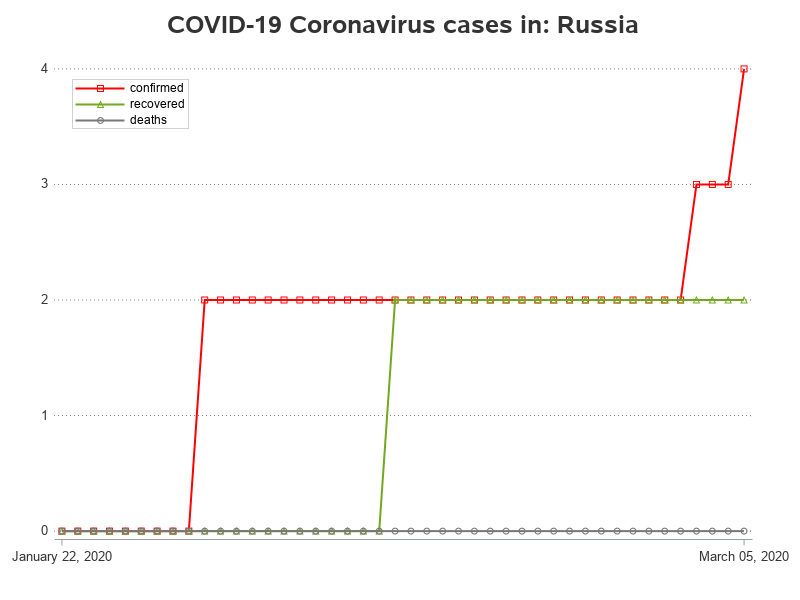 COVID-19 Coronavirus cases in: Russia
4
confirmed
recovered
deaths
3
2
1
0
January 22, 2020
March 05, 2020